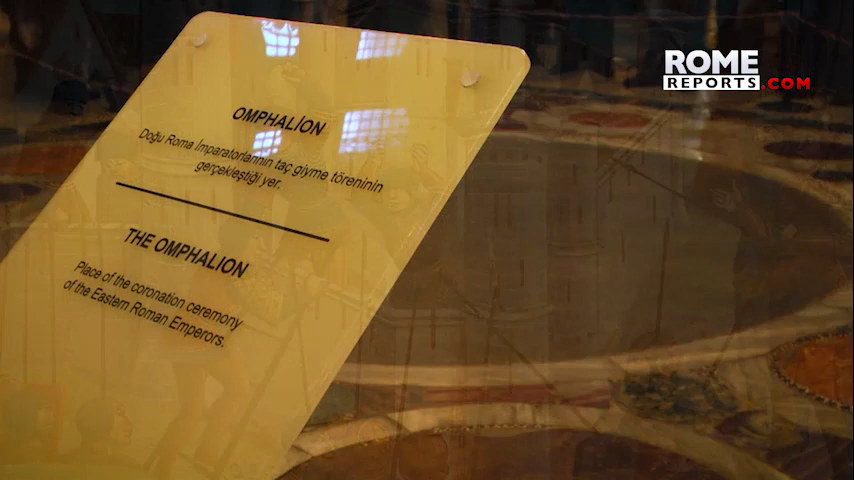 ROME
REPORTS.COM
OMPHALİON
Doğu Roma İmparatorlarının taç giyme töreninin
gerçekleştiği yer.
THE OMPHALION
Place of the coronation ceremony
of the Eastern Roman Emperors.